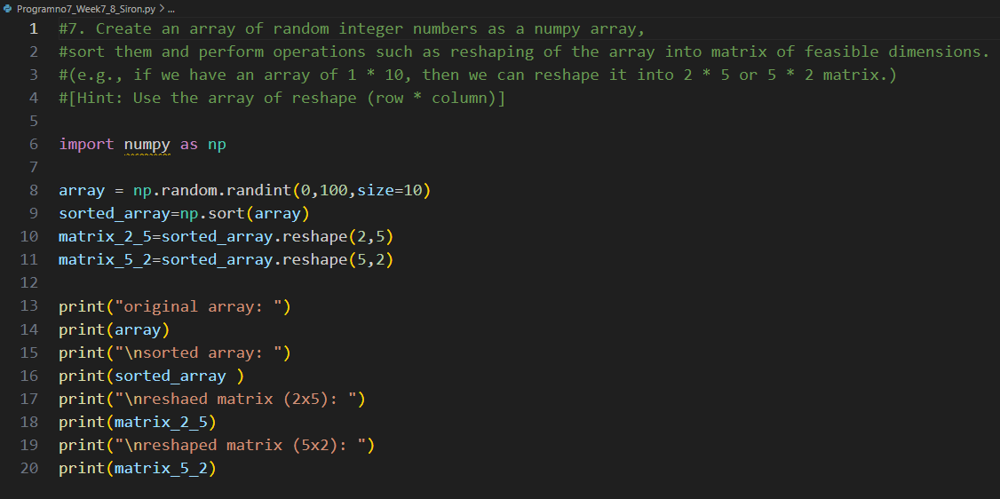 Programno7_Week7_8_Siron.py > ...
1 #7. Create an array of random integer numbers as a numpy array,
2 #sort them and perform operations such as reshaping of the array into matrix of feasible dimensions.
3 #(e.g., if we have an array of 1 * 10, then we can reshape it into 2 * 5 or 5 * 2 matrix.)
4 #[Hint: Use the array of reshape (row * column)]
5
6 import numpy as np
7
8 array = np.random.randint(0,100,size=10)
9 sorted_array=np.sort(array)
10 matrix_2_5=sorted_array.reshape(2,5)
11 matrix_5_2=sorted_array.reshape(5,2)
12
13 print("original array: ")
14 print(array)
15 print("\nsorted array: ")
16 print(sorted_array )
17 print("\nreshaed matrix (2x5): ")
18 print(matrix_2_5)
19 print("\nreshaped matrix (5x2): ")
20 print(matrix_5_2)